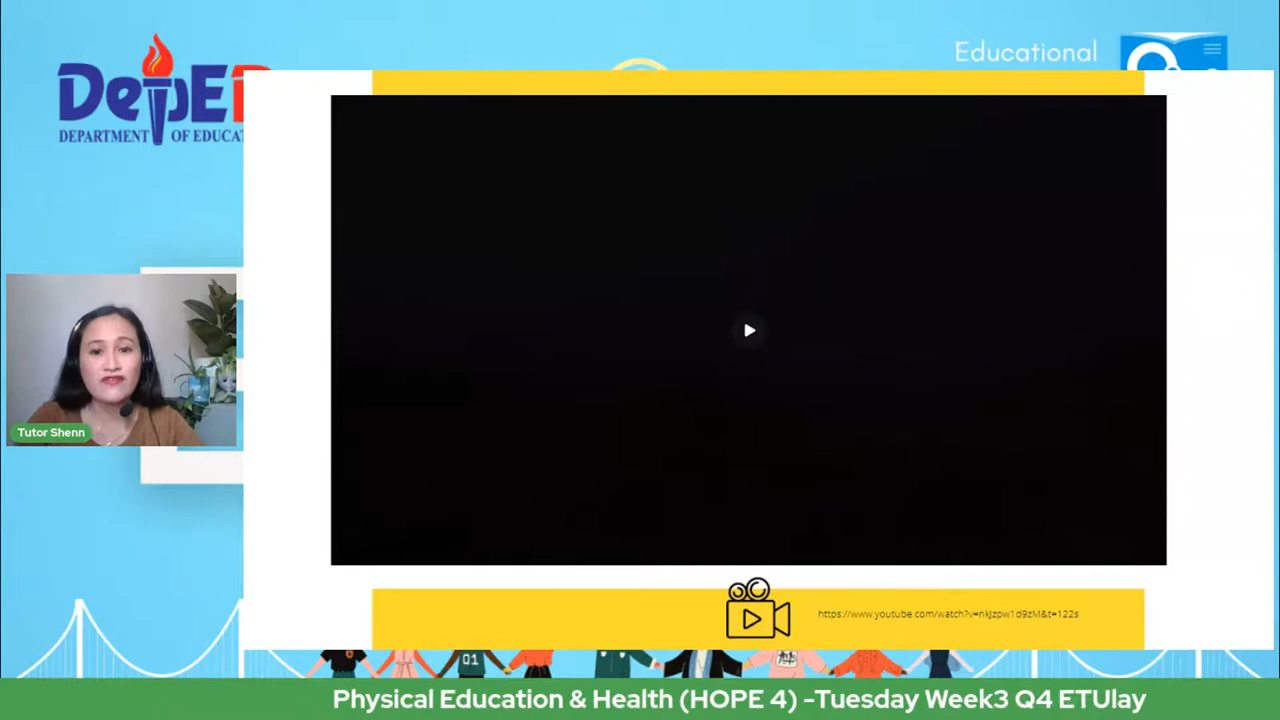 Educational
DepED
DEPARTMENT OF EDUCAT
Tutor Shenn
https://www.youtube.com/watch?v=nkJzpw1d9zM&t=122s
01
Physical Education & Health (HOPE 4) -Tuesday Week3 Q4 ETUlay